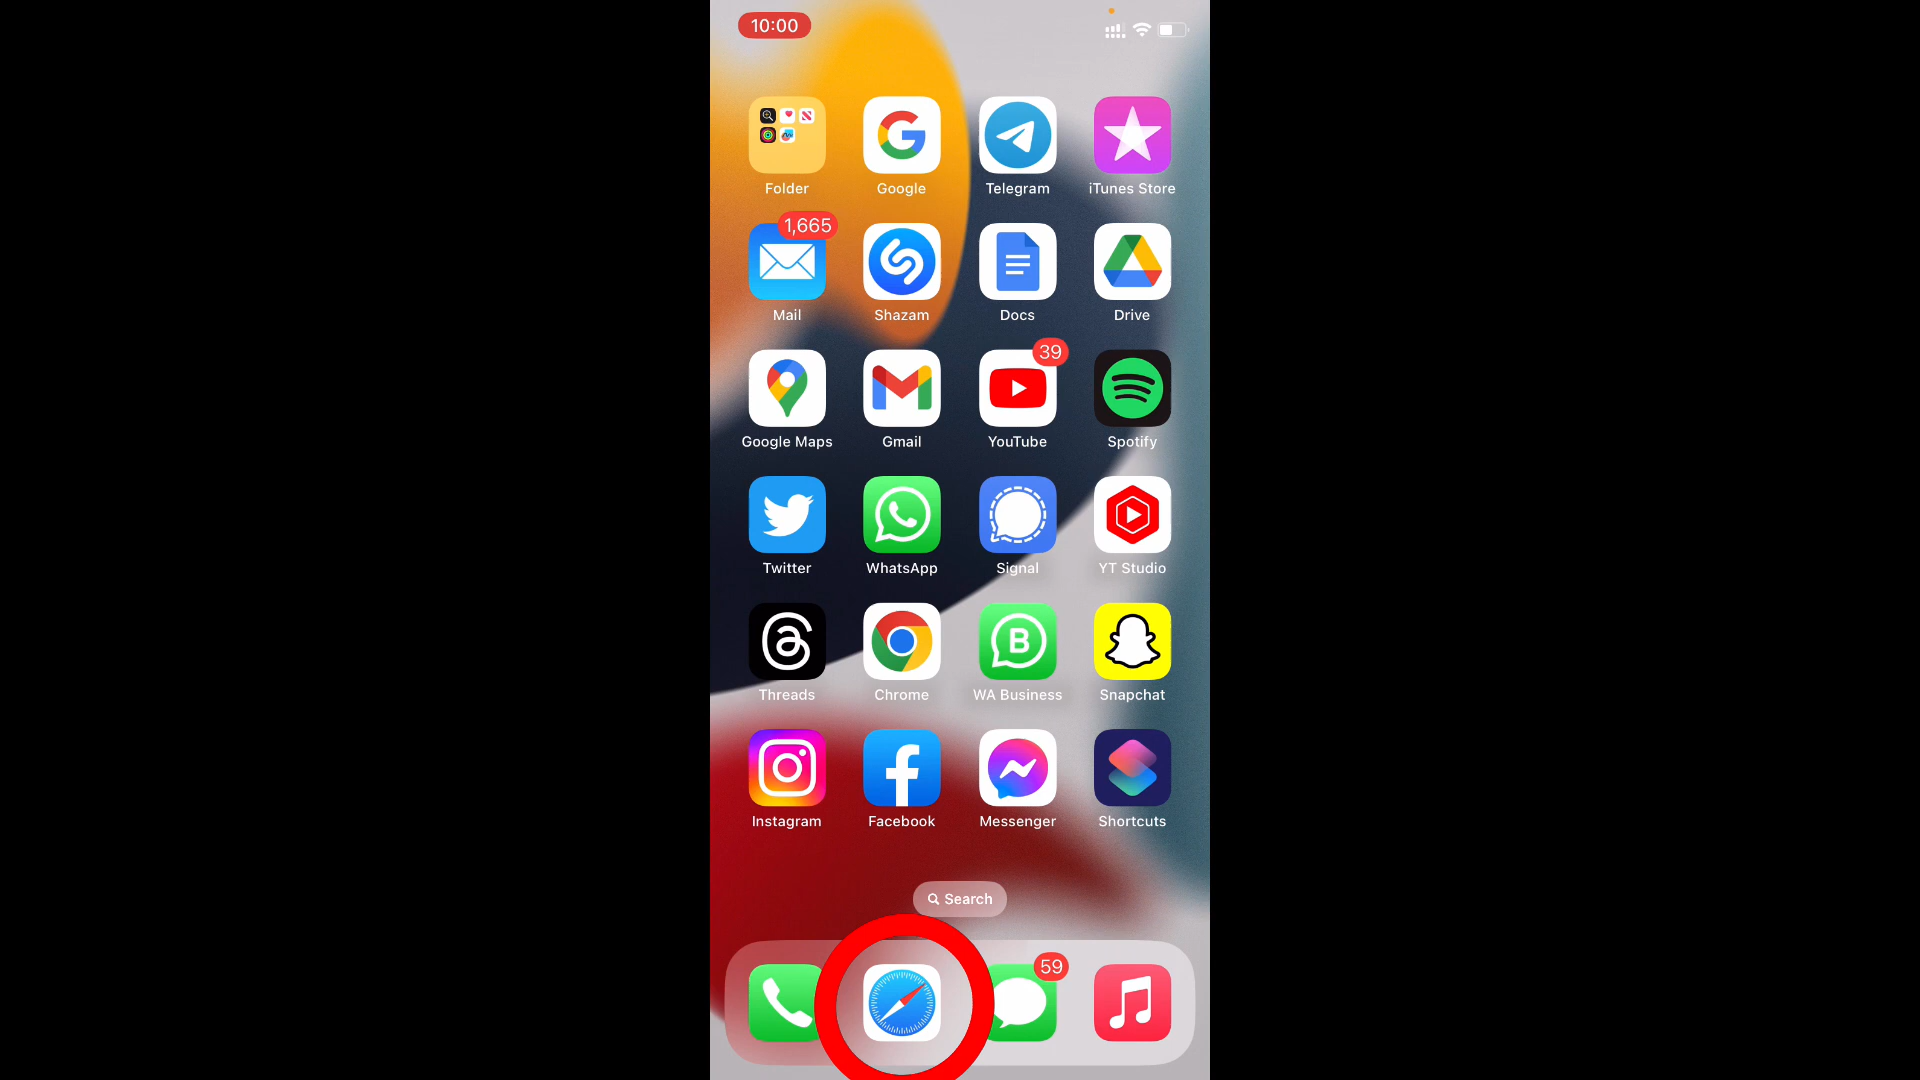 10:00
Folder Google Telegram iTunes Store
1,665
Mail Shazam Docs Drive
39
Google Maps Gmail YouTube Spotify
Twitter WhatsApp Signal YT Studio
B
Threads Chrome WA Business Snapchat
Instagram Facebook Messenger Shortcuts
Search
59